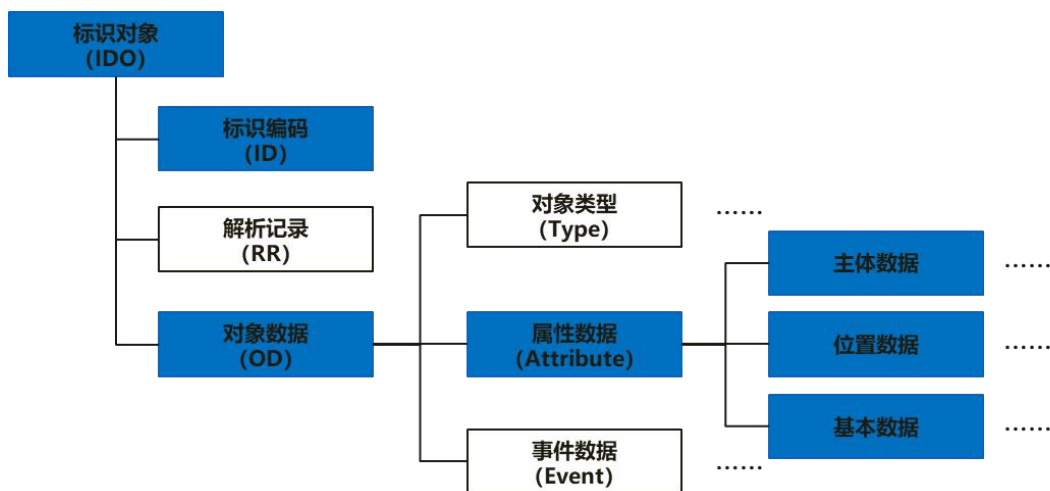 标识对象
(IDO)
标识编码
(ID)
解析记录
(RR)
对象数据
(OD)
对象类型
(Type)
……
属性数据
(Attribute)
事件数据
(Event)
……
主体数据
……
位置数据
……
基本数据
……